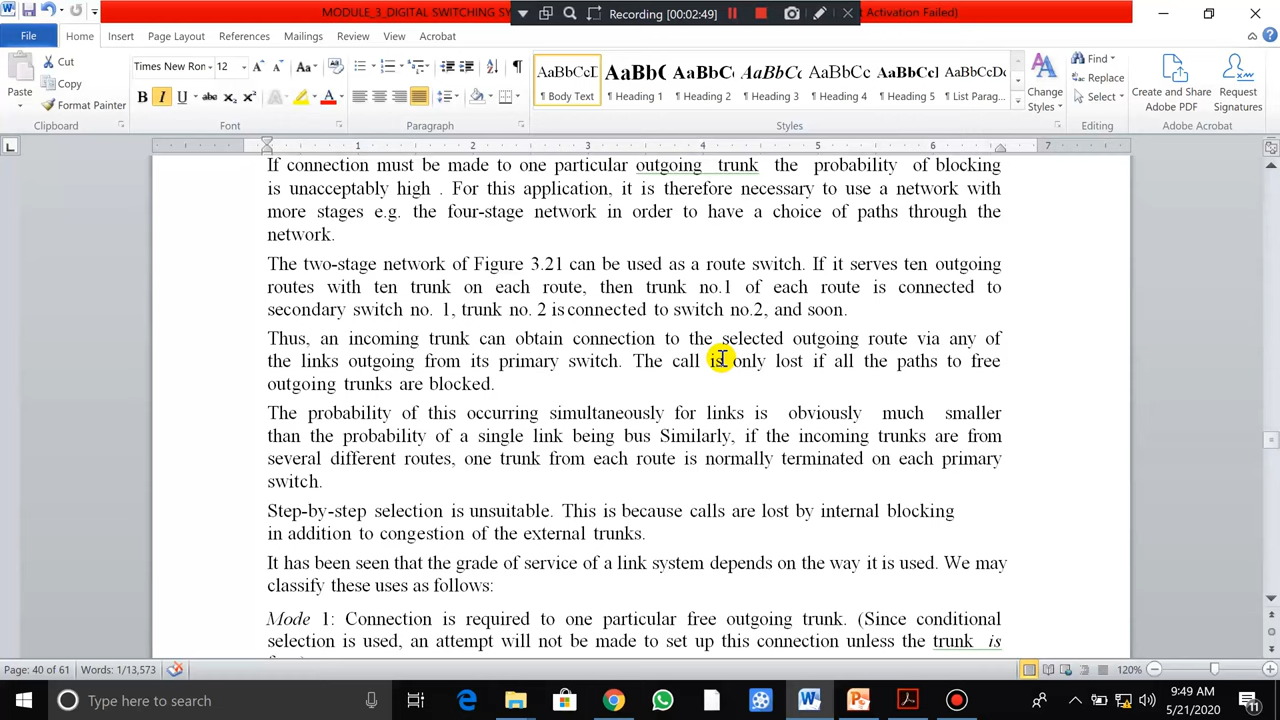 MODULE_3_DIGITAL SWITCHING SY
Recording [00:02:49]
t Activation Failed)
File Home Insert Page Layout References Mailings Review View Acrobat
Paste
Cut
Copy
Format Painter
Clipboard
Times New Ron 12
Font
Paragraph
AaBbCcD AaBb( AaBbC AaBbCc AaBbCc AaBbCcl AaBbCcDc
¶ Body Text ¶ Heading 1 ¶ Heading 2 ¶ Heading 3 ¶ Heading 4 ¶ Heading 5 ¶ List Parag...
Change Styles
Styles
Find
Replace
Select
Editing
Create and Share Adobe PDF
Request Signatures
Adobe Acrobat
1 2 3 4 5 6 7
If connection must be made to one particular outgoing trunk the probability of blocking
is unacceptably high . For this application, it is therefore necessary to use a network with
more stages e.g. the four-stage network in order to have a choice of paths through the
network.
The two-stage network of Figure 3.21 can be used as a route switch. If it serves ten outgoing
routes with ten trunk on each route, then trunk no.1 of each route is connected to
secondary switch no. 1, trunk no. 2 is connected to switch no.2, and soon.
Thus, an incoming trunk can obtain connection to the selected outgoing route via any of
the links outgoing from its primary switch. The call is only lost if all the paths to free
outgoing trunks are blocked.
The probability of this occurring simultaneously for links is obviously much smaller
than the probability of a single link being bus Similarly, if the incoming trunks are from
several different routes, one trunk from each route is normally terminated on each primary
switch.
Step-by-step selection is unsuitable. This is because calls are lost by internal blocking
in addition to congestion of the external trunks.
It has been seen that the grade of service of a link system depends on the way it is used. We may
classify these uses as follows:
Mode 1: Connection is required to one particular free outgoing trunk. (Since conditional
selection is used, an attempt will not be made to set up this connection unless the trunk is
Page: 40 of 61 Words: 1/13,573 120%
Type here to search
9:49 AM
5/21/2020
11